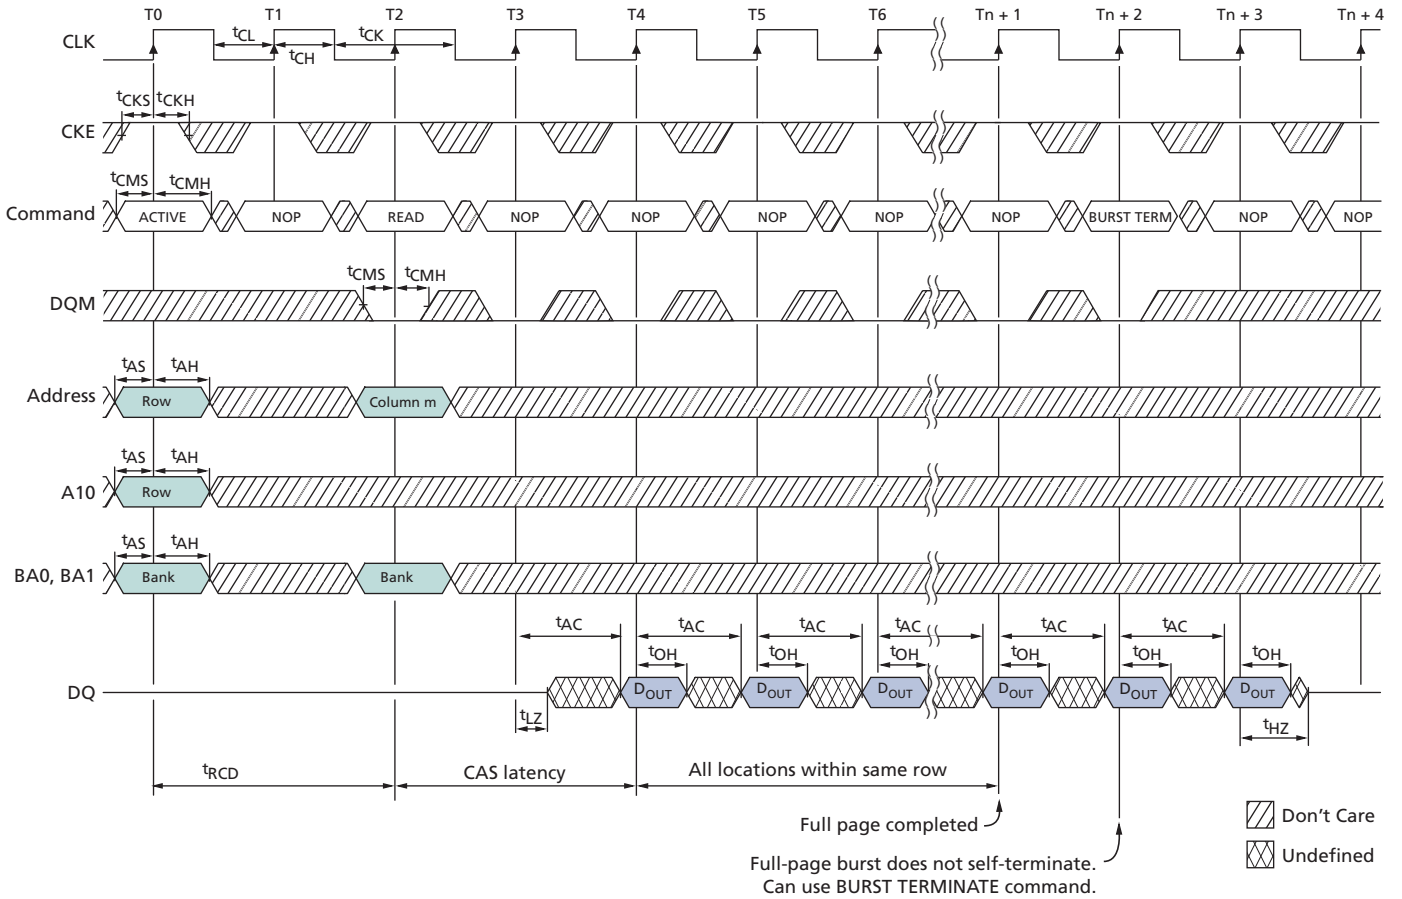 T0 T1 T2 T3 T4 T5 T6 Tn + 1 Tn + 2 Tn + 3 Tn + 4
CLK tCL tCK
tCH
tCKS tCKH
CKE
tCMS tCMH
Command ACTIVE NOP READ NOP NOP NOP NOP NOP BURST TERM NOP NOP
tCMS tCMH
DQM
tAS tAH
Address Row Column m
tAS tAH
A10 Row
tAS tAH
BA0, BA1 Bank Bank
tAC tAC tAC tAC tAC tAC
tOH tOH tOH tOH tOH tOH
DQ DOUT DOUT DOUT DOUT DOUT DOUT
tLZ tHZ
tRCD CAS latency All locations within same row
Full page completed
Don't Care
Undefined
Full-page burst does not self-terminate.
Can use BURST TERMINATE command.